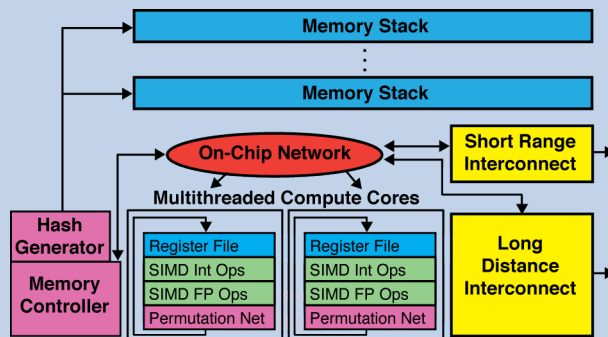 Memory Stack
Memory Stack
On-Chip Network
Short Range
Interconnect
Multithreaded Compute Cores
Hash
Generator
Memory
Controller
Register File
SIMD Int Ops
SIMD FP Ops
Permutation Net
Register File
SIMD Int Ops
SIMD FP Ops
Permutation Net
Long
Distance
Interconnect